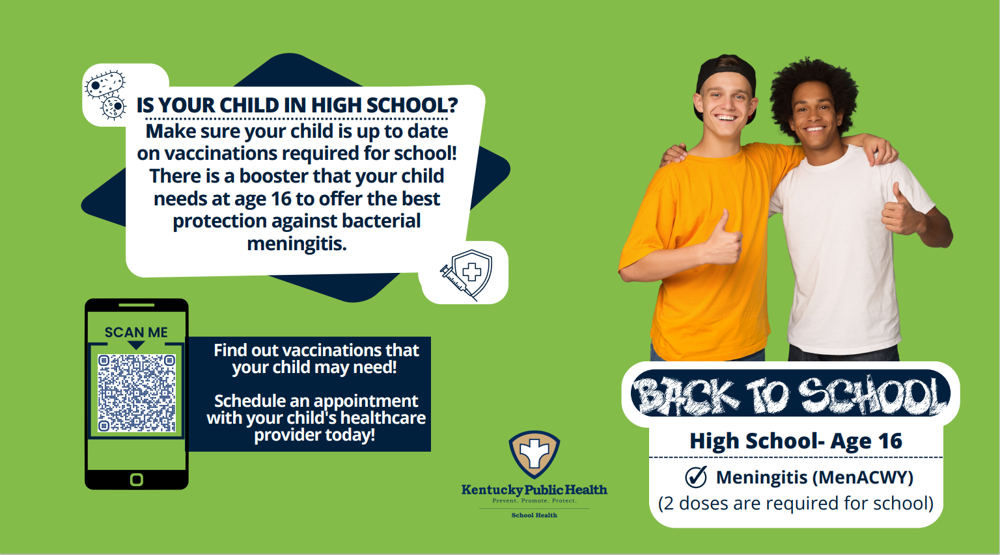 IS YOUR CHILD IN HIGH SCHOOL?
Make sure your child is up to date
on vaccinations required for school!
There is a booster that your child
needs at age 16 to offer the best
protection against bacterial
meningitis.
SCAN ME
Find out vaccinations that
your child may need!
Schedule an appointment
with your child's healthcare
provider today!
Kentucky Public Health
Prevent. Promote. Protect.
School Health
BACK TO SCHOOL
High School- Age 16
Meningitis (MenACWY)
(2 doses are required for school)